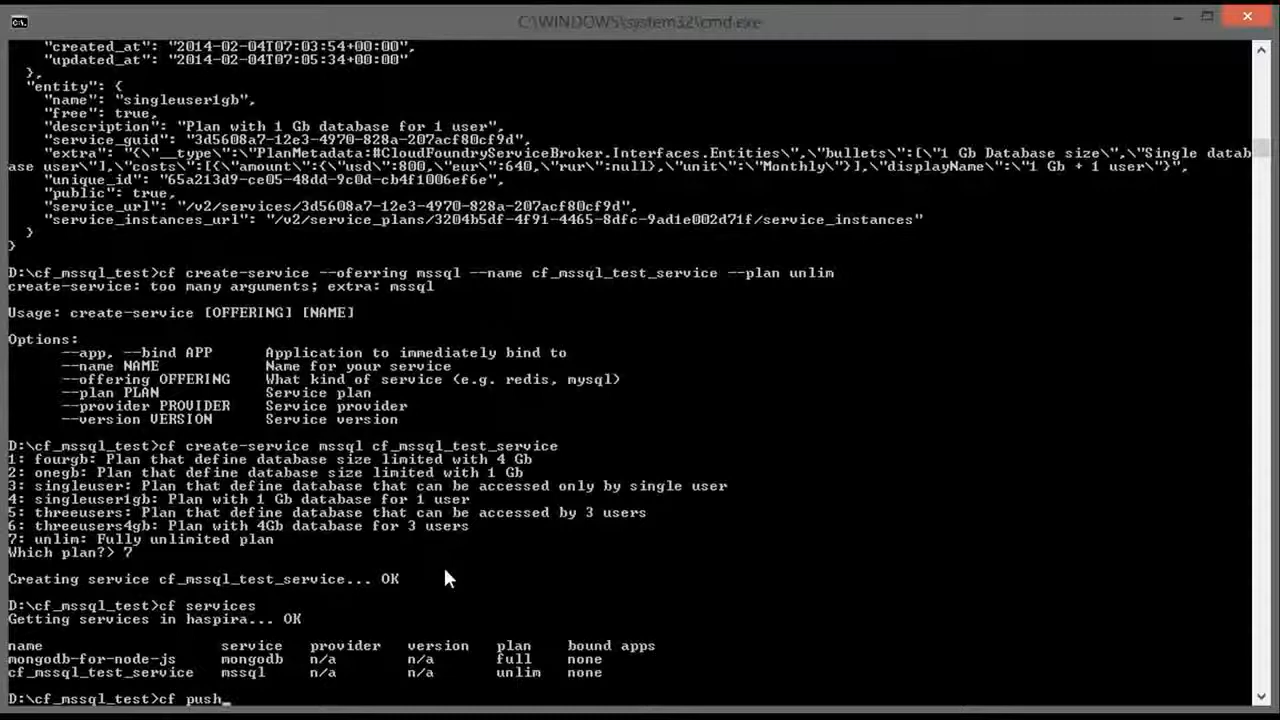 C:\WINDOWS\system32\cmd.exe
"created_at": "2014-02-04T07:03:54+00:00",
"updated_at": "2014-02-04T07:05:34+00:00"
},
"entity": {
"name": "singleuser1gb",
"free": true,
"description": "Plan with 1 Gb database for 1 user",
"service_guid": "3d5608a7-12e3-4970-828a-207acf80cf9d",
"extra": "{\"__type\":\"PlanMetadata:#CloudFoundryServiceBroker.Interfaces.Entities\",\"bullets\":[\"1 Gb Database size\",\"Single datab
ase user\"],\"costs\":[{\"amount\":{\"usd\":800,\"eur\":640,\"rur\":null},\"unit\":\"Monthly\"}],\"displayName\":\"1 Gb + 1 user\"}",
"unique_id": "65a213d9-ce05-48dd-9c0d-cb4f1006ef6e",
"public": true,
"service_url": "/v2/services/3d5608a7-12e3-4970-828a-207acf80cf9d",
"service_instances_url": "/v2/service_plans/3204b5df-4f91-4465-8dfc-9ad1e002d71f/service_instances"
}
}
D:\cf_mssql_test>cf create-service --oferring mssql --name cf_mssql_test_service --plan unlim
create-service: too many arguments; extra: mssql
Usage: create-service [OFFERING] [NAME]
Options:
--app, --bind APP Application to immediately bind to
--name NAME Name for your service
--offering OFFERING What kind of service (e.g. redis, mysql)
--plan PLAN Service plan
--provider PROVIDER Service provider
--version VERSION Service version
D:\cf_mssql_test>cf create-service mssql cf_mssql_test_service
1: fourgb: Plan that define database size limited with 4 Gb
2: onegb: Plan that define database size limited with 1 Gb
3: singleuser: Plan that define database that can be accessed only by single user
4: singleuser1gb: Plan with 1 Gb database for 1 user
5: threeusers: Plan that define database that can be accessed by 3 users
6: threeusers4gb: Plan with 4Gb database for 3 users
7: unlim: Fully unlimited plan
Which plan?> 7
Creating service cf_mssql_test_service... OK
D:\cf_mssql_test>cf services
Getting services in haspira... OK
name service provider version plan bound apps
mongodb-for-node-js mongodb n/a n/a full none
cf_mssql_test_service mssql n/a n/a unlim none
D:\cf_mssql_test>cf push_